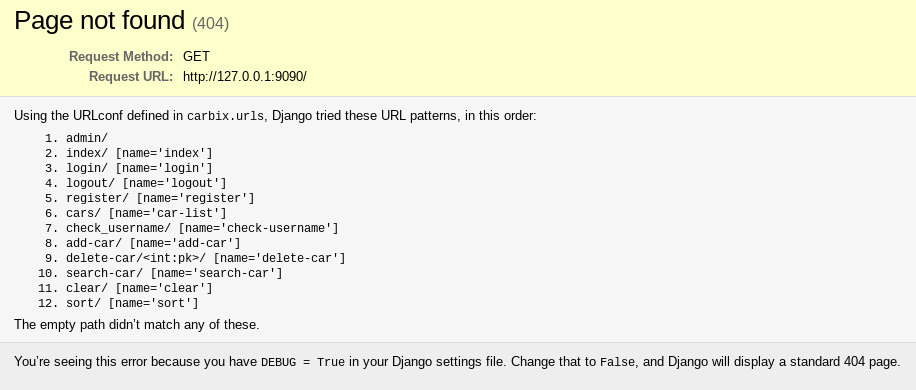 Page not found (404)
Request Method: GET
Request URL: http://127.0.0.1:9090/
Using the URLconf defined in carbix.urls, Django tried these URL patterns, in this order:
1. admin/
2. index/ [name='index']
3. login/ [name='login']
4. logout/ [name='logout']
5. register/ [name='register']
6. cars/ [name='car-list']
7. check_username/ [name='check-username']
8. add-car/ [name='add-car']
9. delete-car/<int:pk>/ [name='delete-car']
10. search-car/ [name='search-car']
11. clear/ [name='clear']
12. sort/ [name='sort']
The empty path didn’t match any of these.
You’re seeing this error because you have DEBUG = True in your Django settings file. Change that to False, and Django will display a standard 404 page.